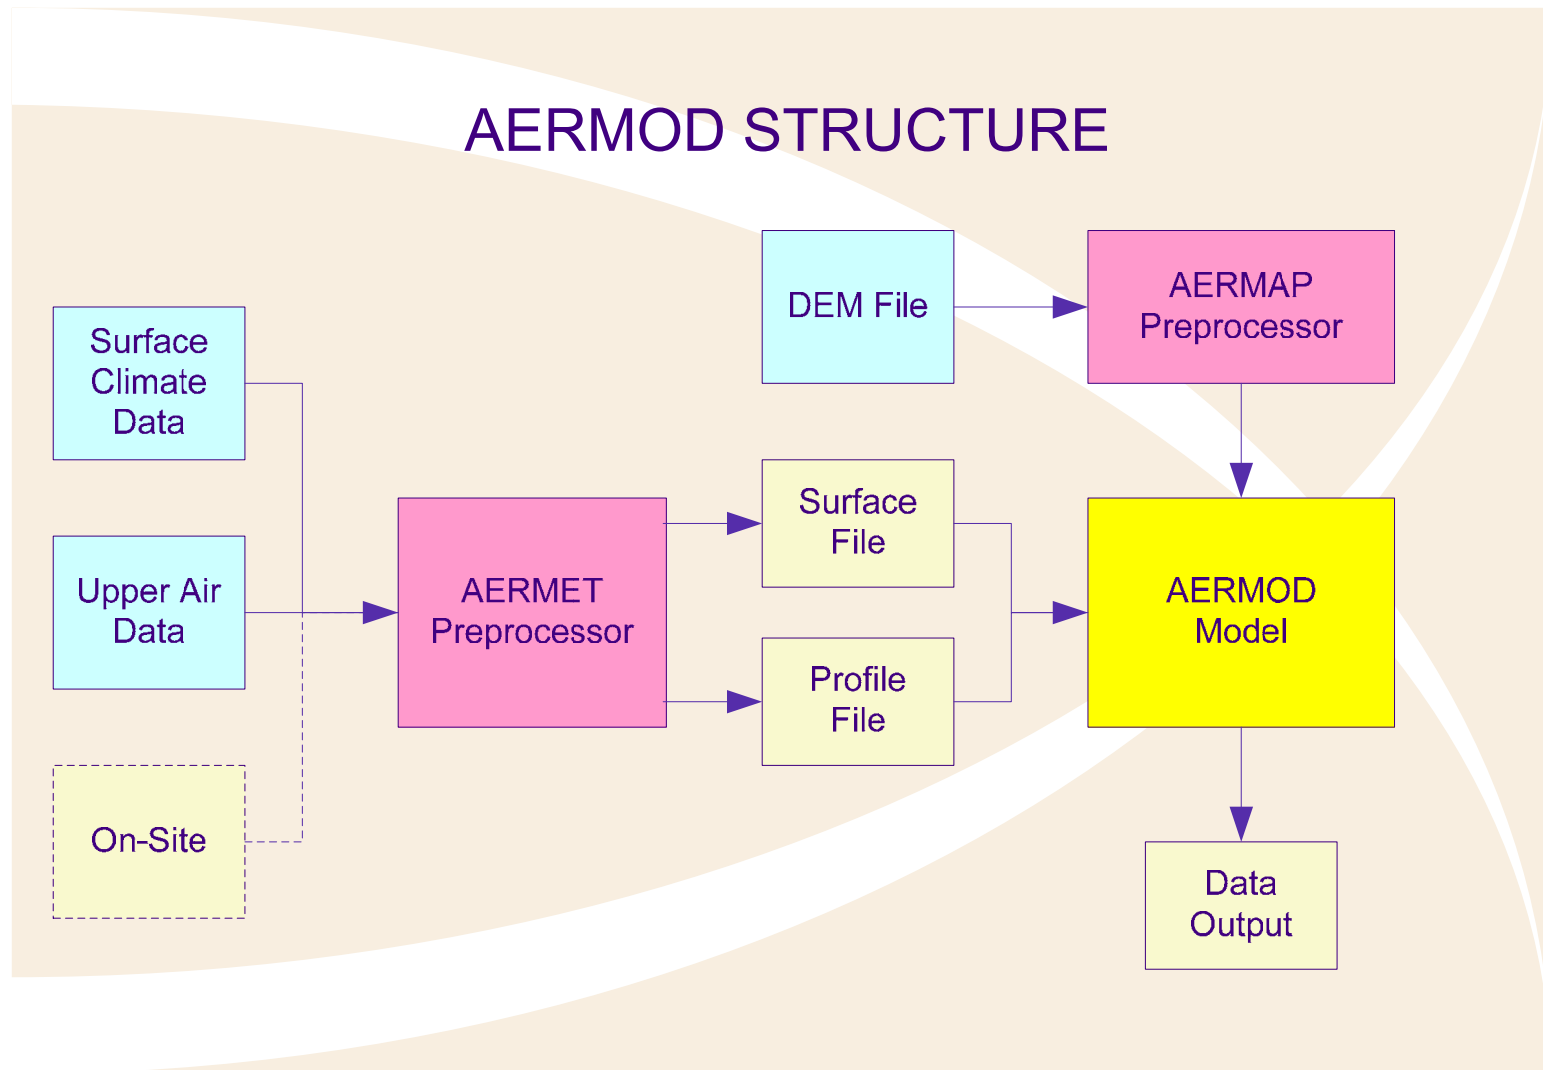 AERMOD STRUCTURE
DEM File
AERMAP
Preprocessor
Surface
Climate
Data
Upper Air
Data
On-Site
AERMET
Preprocessor
Surface
File
Profile
File
AERMOD
Model
Data
Output